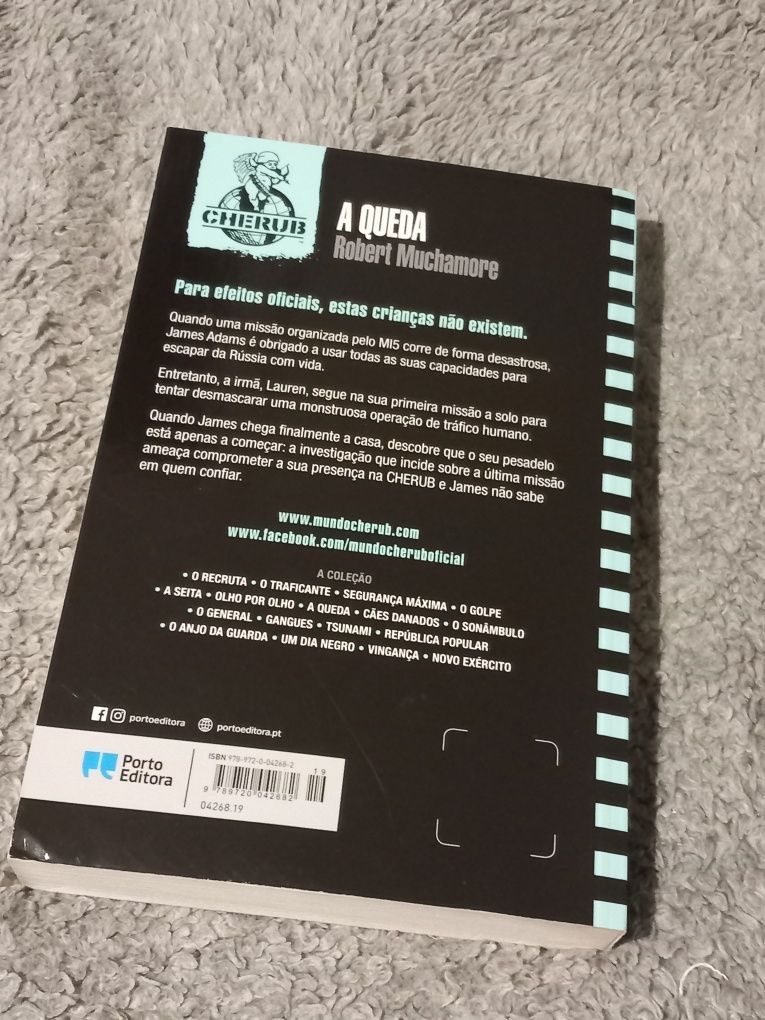 CHERUB
A QUEDA
Robert Muchamore
Para efeitos oficiais, estas crianças não existem.
Quando uma missão organizada pelo MI5 corre de forma desastrosa,
James Adams é obrigado a usar todas as suas capacidades para
escapar da Rússia com vida.
Entretanto, a irmã, Lauren, segue na sua primeira missão a solo para
tentar desmascarar uma monstruosa operação de tráfico humano.
Quando James chega finalmente a casa, descobre que o seu pesadelo
está apenas a começar: a investigação que incide sobre a última missão
ameaça comprometer a sua presença na CHERUB e James não sabe
em quem confiar.
www.mundocherub.com
www.facebook.com/mundocheruboficial
A COLEÇÃO
• O RECRUTA • O TRAFICANTE • SEGURANÇA MÁXIMA • O GOLPE
• A SEITA • OLHO POR OLHO • A QUEDA • CÃES DANADOS • O SONÂMBULO
• O GENERAL • GANGUES • TSUNAMI • REPÚBLICA POPULAR
• O ANJO DA GUARDA • UM DIA NEGRO • VINGANÇA • NOVO EXÉRCITO
portoeditora portoeditora.pt
Porto
Editora
ISBN 978-972-0-04268-2
19
9 789720 042682
04268.19